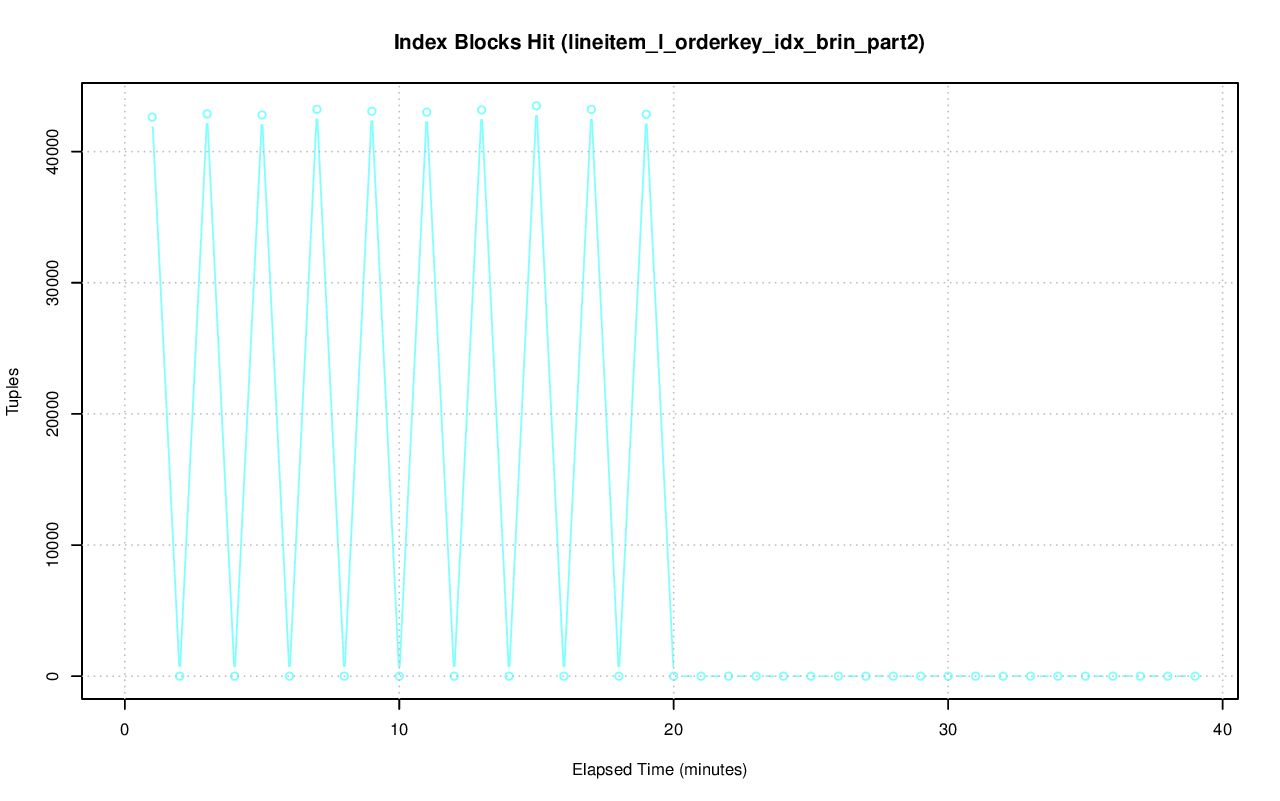 Index Blocks Hit (lineitem_l_orderkey_idx_brin_part2)
Tuples
40000
30000
20000
10000
0
0 10 20 30 40
Elapsed Time (minutes)